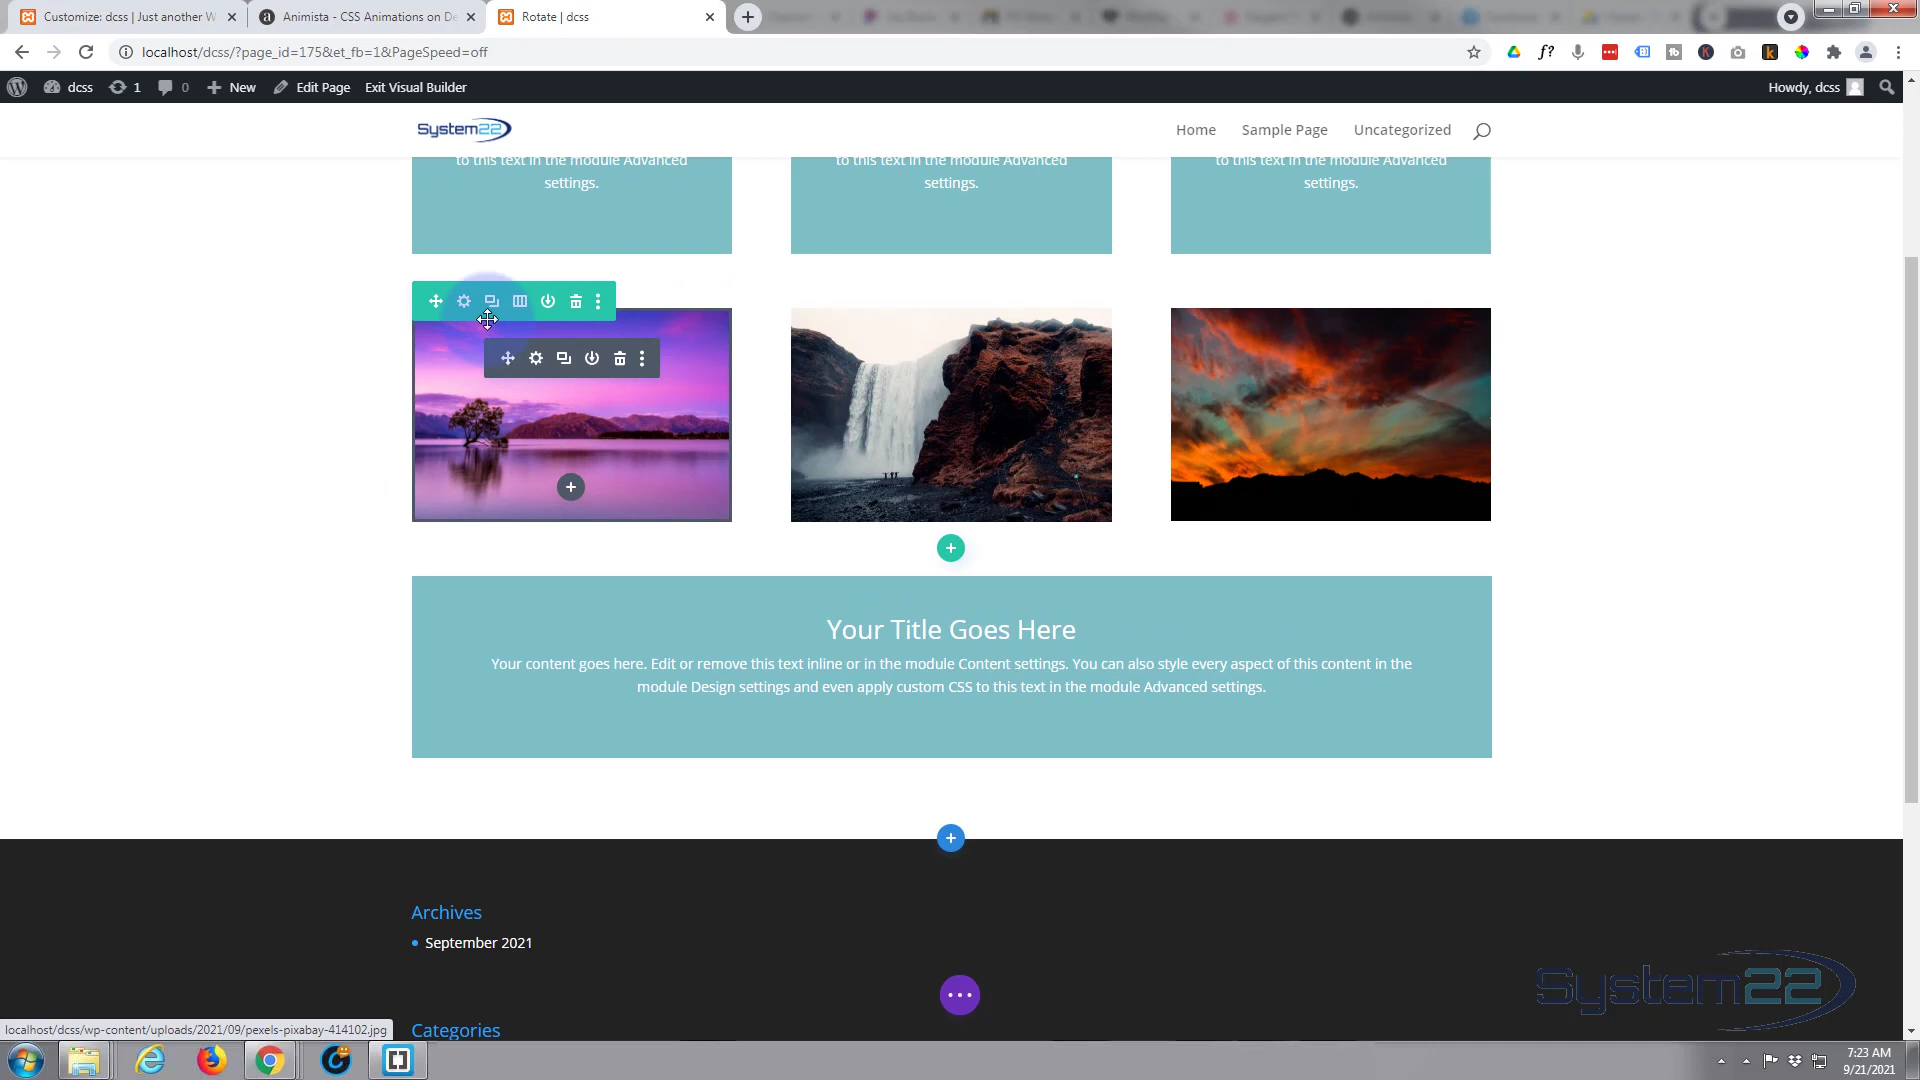 Customize: dcss | Just another W
Animista - CSS Animations on De
Rotate | dcss
localhost/dcss/?page_id=175&et_fb=1&PageSpeed=off
dcss
1
0
New
Edit Page
Exit Visual Builder
Howdy, dcss
System22
Home
Sample Page
Uncategorized
to this text in the module Advanced
settings.
to this text in the module Advanced
settings.
to this text in the module Advanced
settings.
Your Title Goes Here
Your content goes here. Edit or remove this text inline or in the module Content settings. You can also style every aspect of this content in the
module Design settings and even apply custom CSS to this text in the module Advanced settings.
Archives
September 2021
System22
localhost/dcss/wp-content/uploads/2021/09/pexels-pixabay-414102.jpg
Categories
7:23 AM
9/21/2021